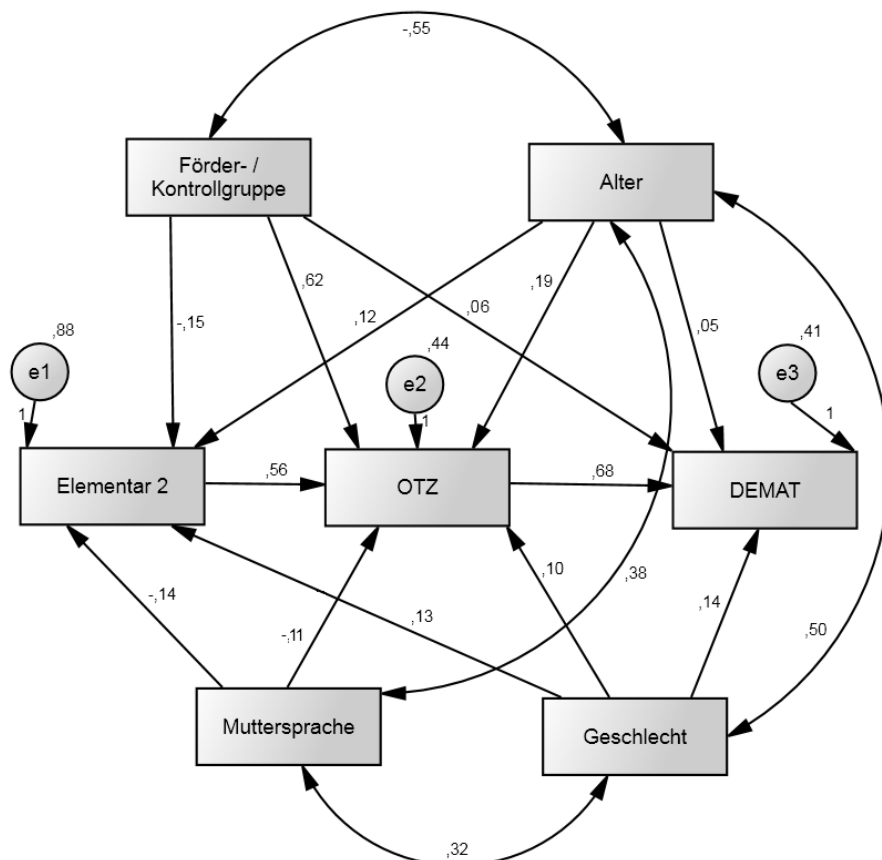 -,55
Förder- /
Kontrollgruppe
Alter
,62
,19
-,15
,12
,06
,05
,88
,44
,41
e1
e2
e3
1
1
1
Elementar 2
,56
OTZ
,68
DEMAT
-,14
-,11
,13
,10
,38
,14
,50
Muttersprache
Geschlecht
,32